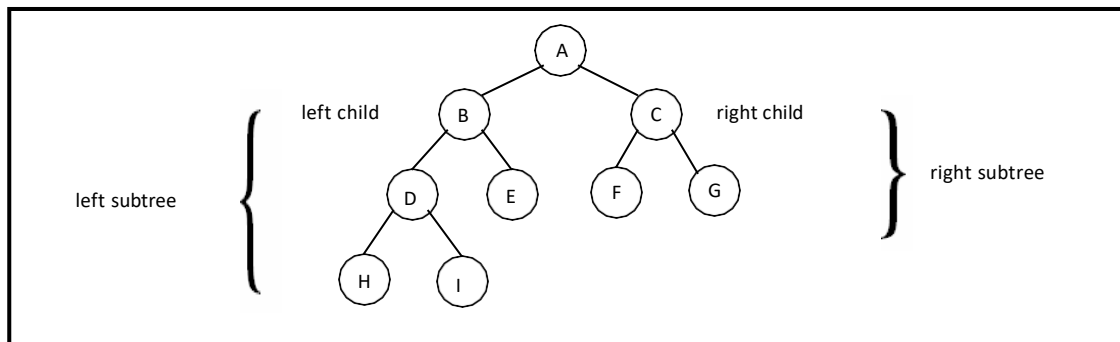 A
left child
B
C
right child
left subtree
D
E
F
G
right subtree
H
I